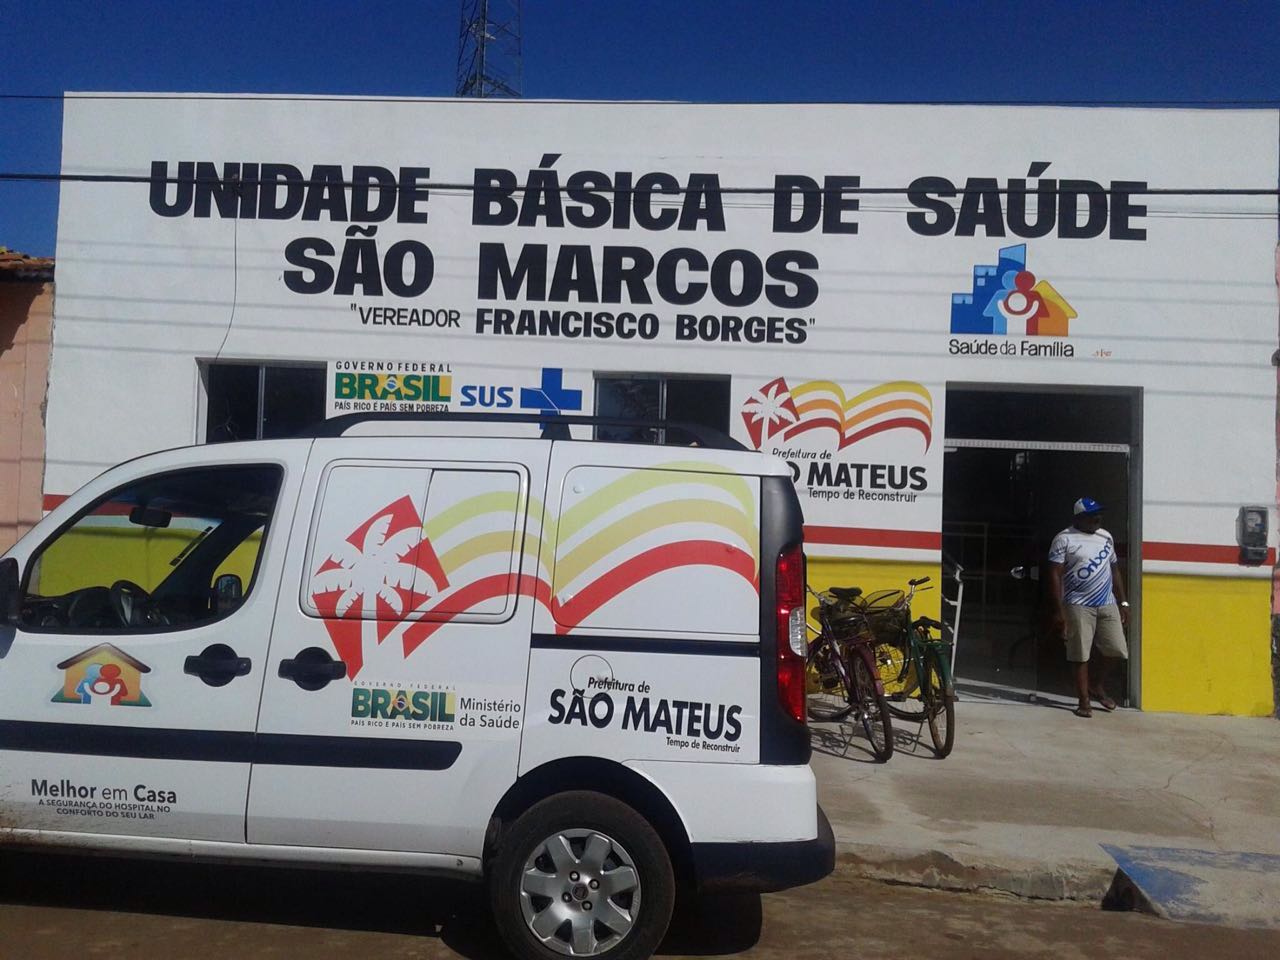 UNIDADE BÁSICA DE SAÚDE
SÃO MARCOS
"VEREADOR FRANCISCO BORGES"
Saúde da Família
GOVERNO FEDERAL
BRASIL
PAÍS RICO É PAÍS SEM POBREZA
SUS
Prefeitura de
SÃO MATEUS
Tempo de Reconstruir
GOVERNO FEDERAL
BRASIL
PAÍS RICO É PAÍS SEM POBREZA
Ministério
da Saúde
Prefeitura de
SÃO MATEUS
Tempo de Reconstruir
Melhor em Casa
A SEGURANÇA DO HOSPITAL NO
CONFORTO DO SEU LAR